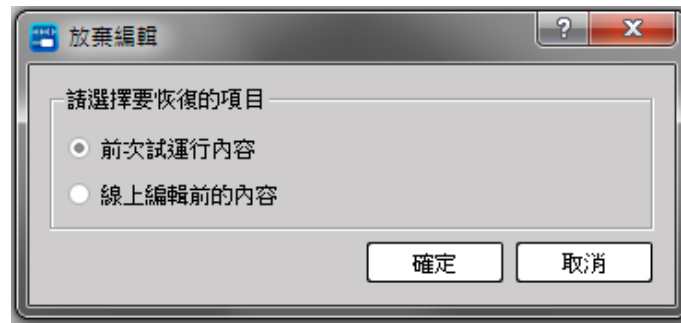 放棄編輯
請選擇要恢復的項目
前次試運行內容
線上編輯前的內容
確定
取消